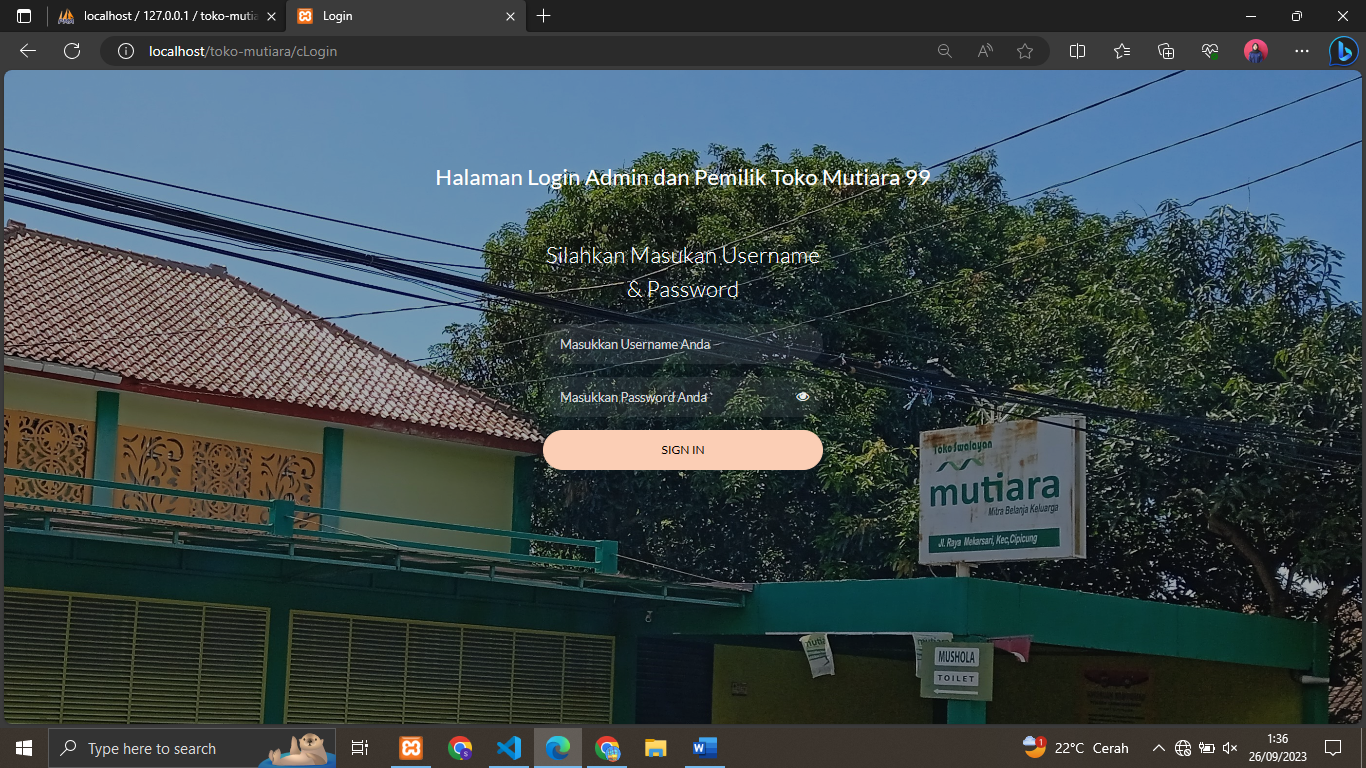 localhost / 127.0.0.1 / toko-mutia
Login
localhost/toko-mutiara/cLogin
Halaman Login Admin dan Pemilik Toko Mutiara 99
Silahkan Masukan Username
& Password
Masukkan Username Anda
Masukkan Password Anda
SIGN IN
Toko Swalayan
mutiara
Mitra Belanja Keluarga
Jl. Raya Mekarsari, Kec,Cipicung
mutiara
MUSHOLA
TOILET
Type here to search
1
22°C Cerah
1:36
26/09/2023